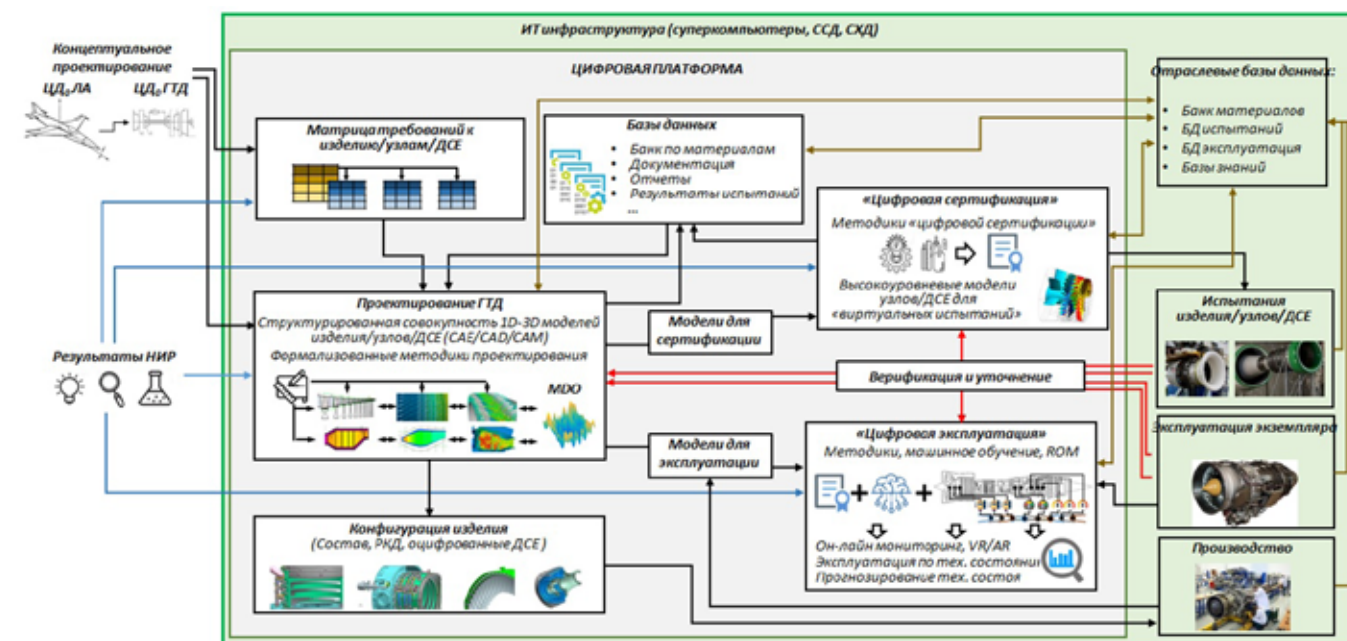 ИТ инфраструктура (суперкомпьютеры, ССД, СХД)
Концептуальное
проектирование
ЦД₀ ЛА
ЦД₀ ГТД
ЦИФРОВАЯ ПЛАТФОРМА
Матрица требований к
изделию/узлам/ДСЕ
Базы данных
• Банк по материалам
• Документация
• Отчеты
• Результаты испытаний
...
Отраслевые базы данных:
• Банк материалов
• БД испытаний
• БД эксплуатация
• Базы знаний
«Цифровая сертификация»
Методики «цифровой сертификации»
Высокоуровневые модели
узлов/ДСЕ для
«виртуальных испытаний»
Проектирование ГТД
Структурированная совокупность 1D-3D моделей
изделия/узлов/ДСЕ (CAE/CAD/CAM)
Формализованные методики проектирования
MDO
Модели для
сертификации
Испытания
изделия/узлов/ДСЕ
Результаты НИР
Верификация и уточнение
Модели для
эксплуатации
«Цифровая эксплуатация»
Методики, машинное обучение, ROM
Он-лайн мониторинг, VR/AR
Эксплуатация по тех. состоянии
Прогнозирование тех. состоя
Эксплуатация экземпляра
Конфигурация изделия
(Состав, РКД, оцифрованные ДСЕ)
Производство